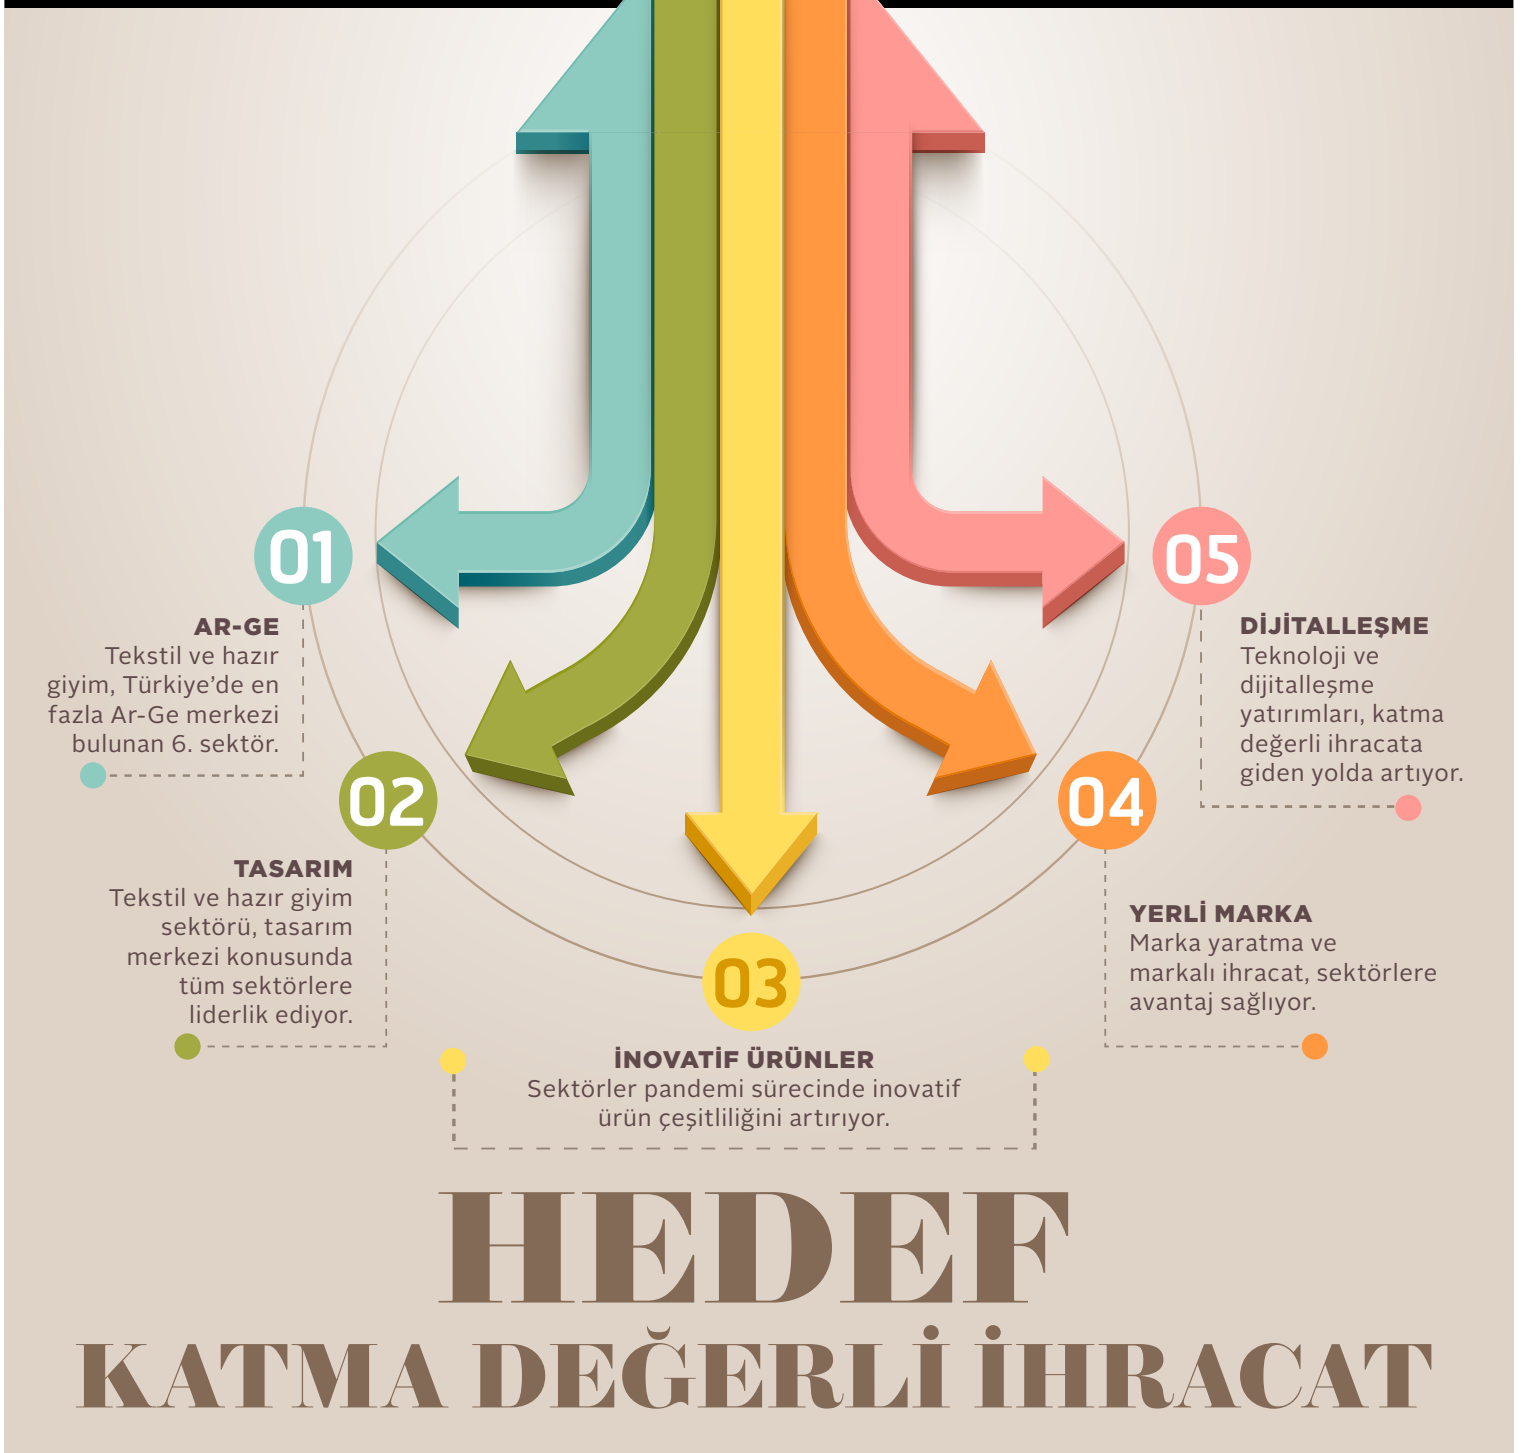 01
AR-GE
Tekstil ve hazır
giyim, Türkiye’de en
fazla Ar-Ge merkezi
bulunan 6. sektör.
02
TASARIM
Tekstil ve hazır giyim
sektörü, tasarım
merkezi konusunda
tüm sektörlere
liderlik ediyor.
03
İNOVATİF ÜRÜNLER
Sektörler pandemi sürecinde inovatif
ürün çeşitliliğini artırıyor.
04
YERLİ MARKA
Marka yaratma ve
markalı ihracat, sektörlere
avantaj sağlıyor.
05
DİJİTALLEŞME
Teknoloji ve
dijitalleşme
yatırımları, katma
değerli ihracata
giden yolda artıyor.
HEDEF
KATMA DEĞERLİ İHRACAT